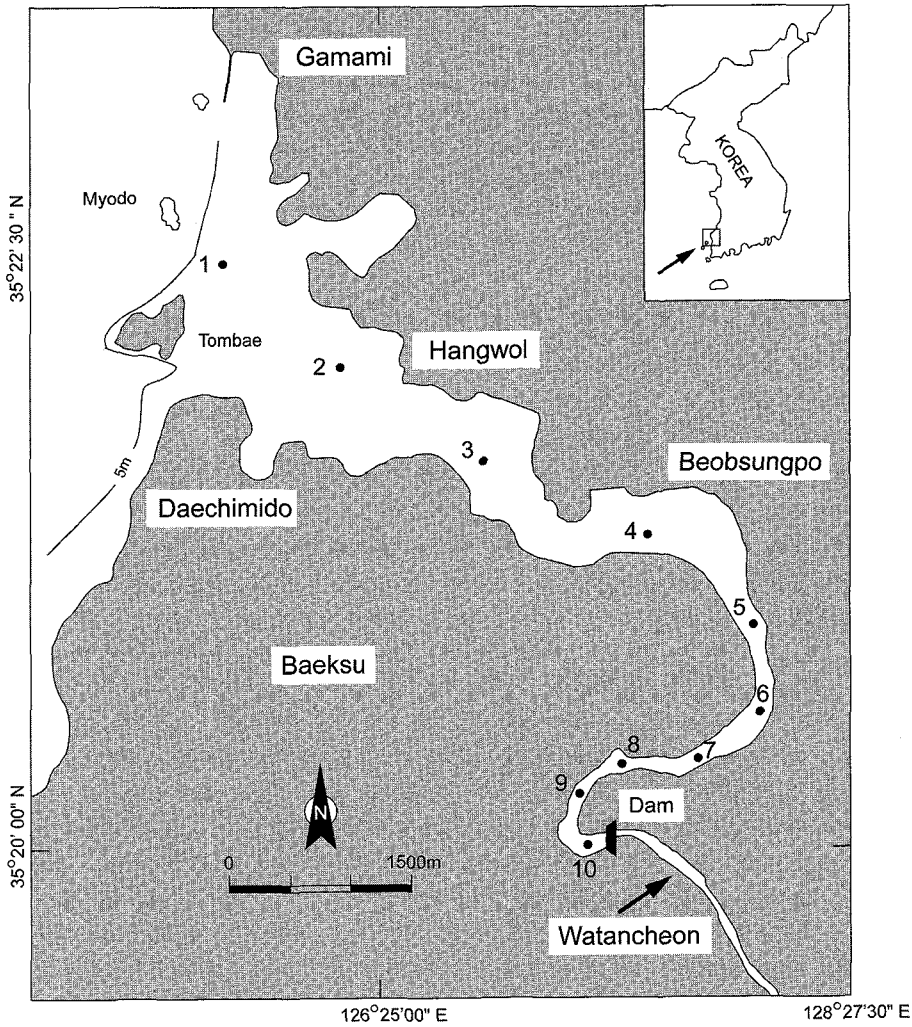 Gamami
KOREA
Myodo
35°22' 30" N
1
Tombae
2
Hangwol
3
Beobsungpo
5m
Daechimido
4
5
Baeksu
6
7
8
9
Dam
N
35°20' 00" N
0 1500m
10
Watancheon
126°25'00" E
128°27'30" E